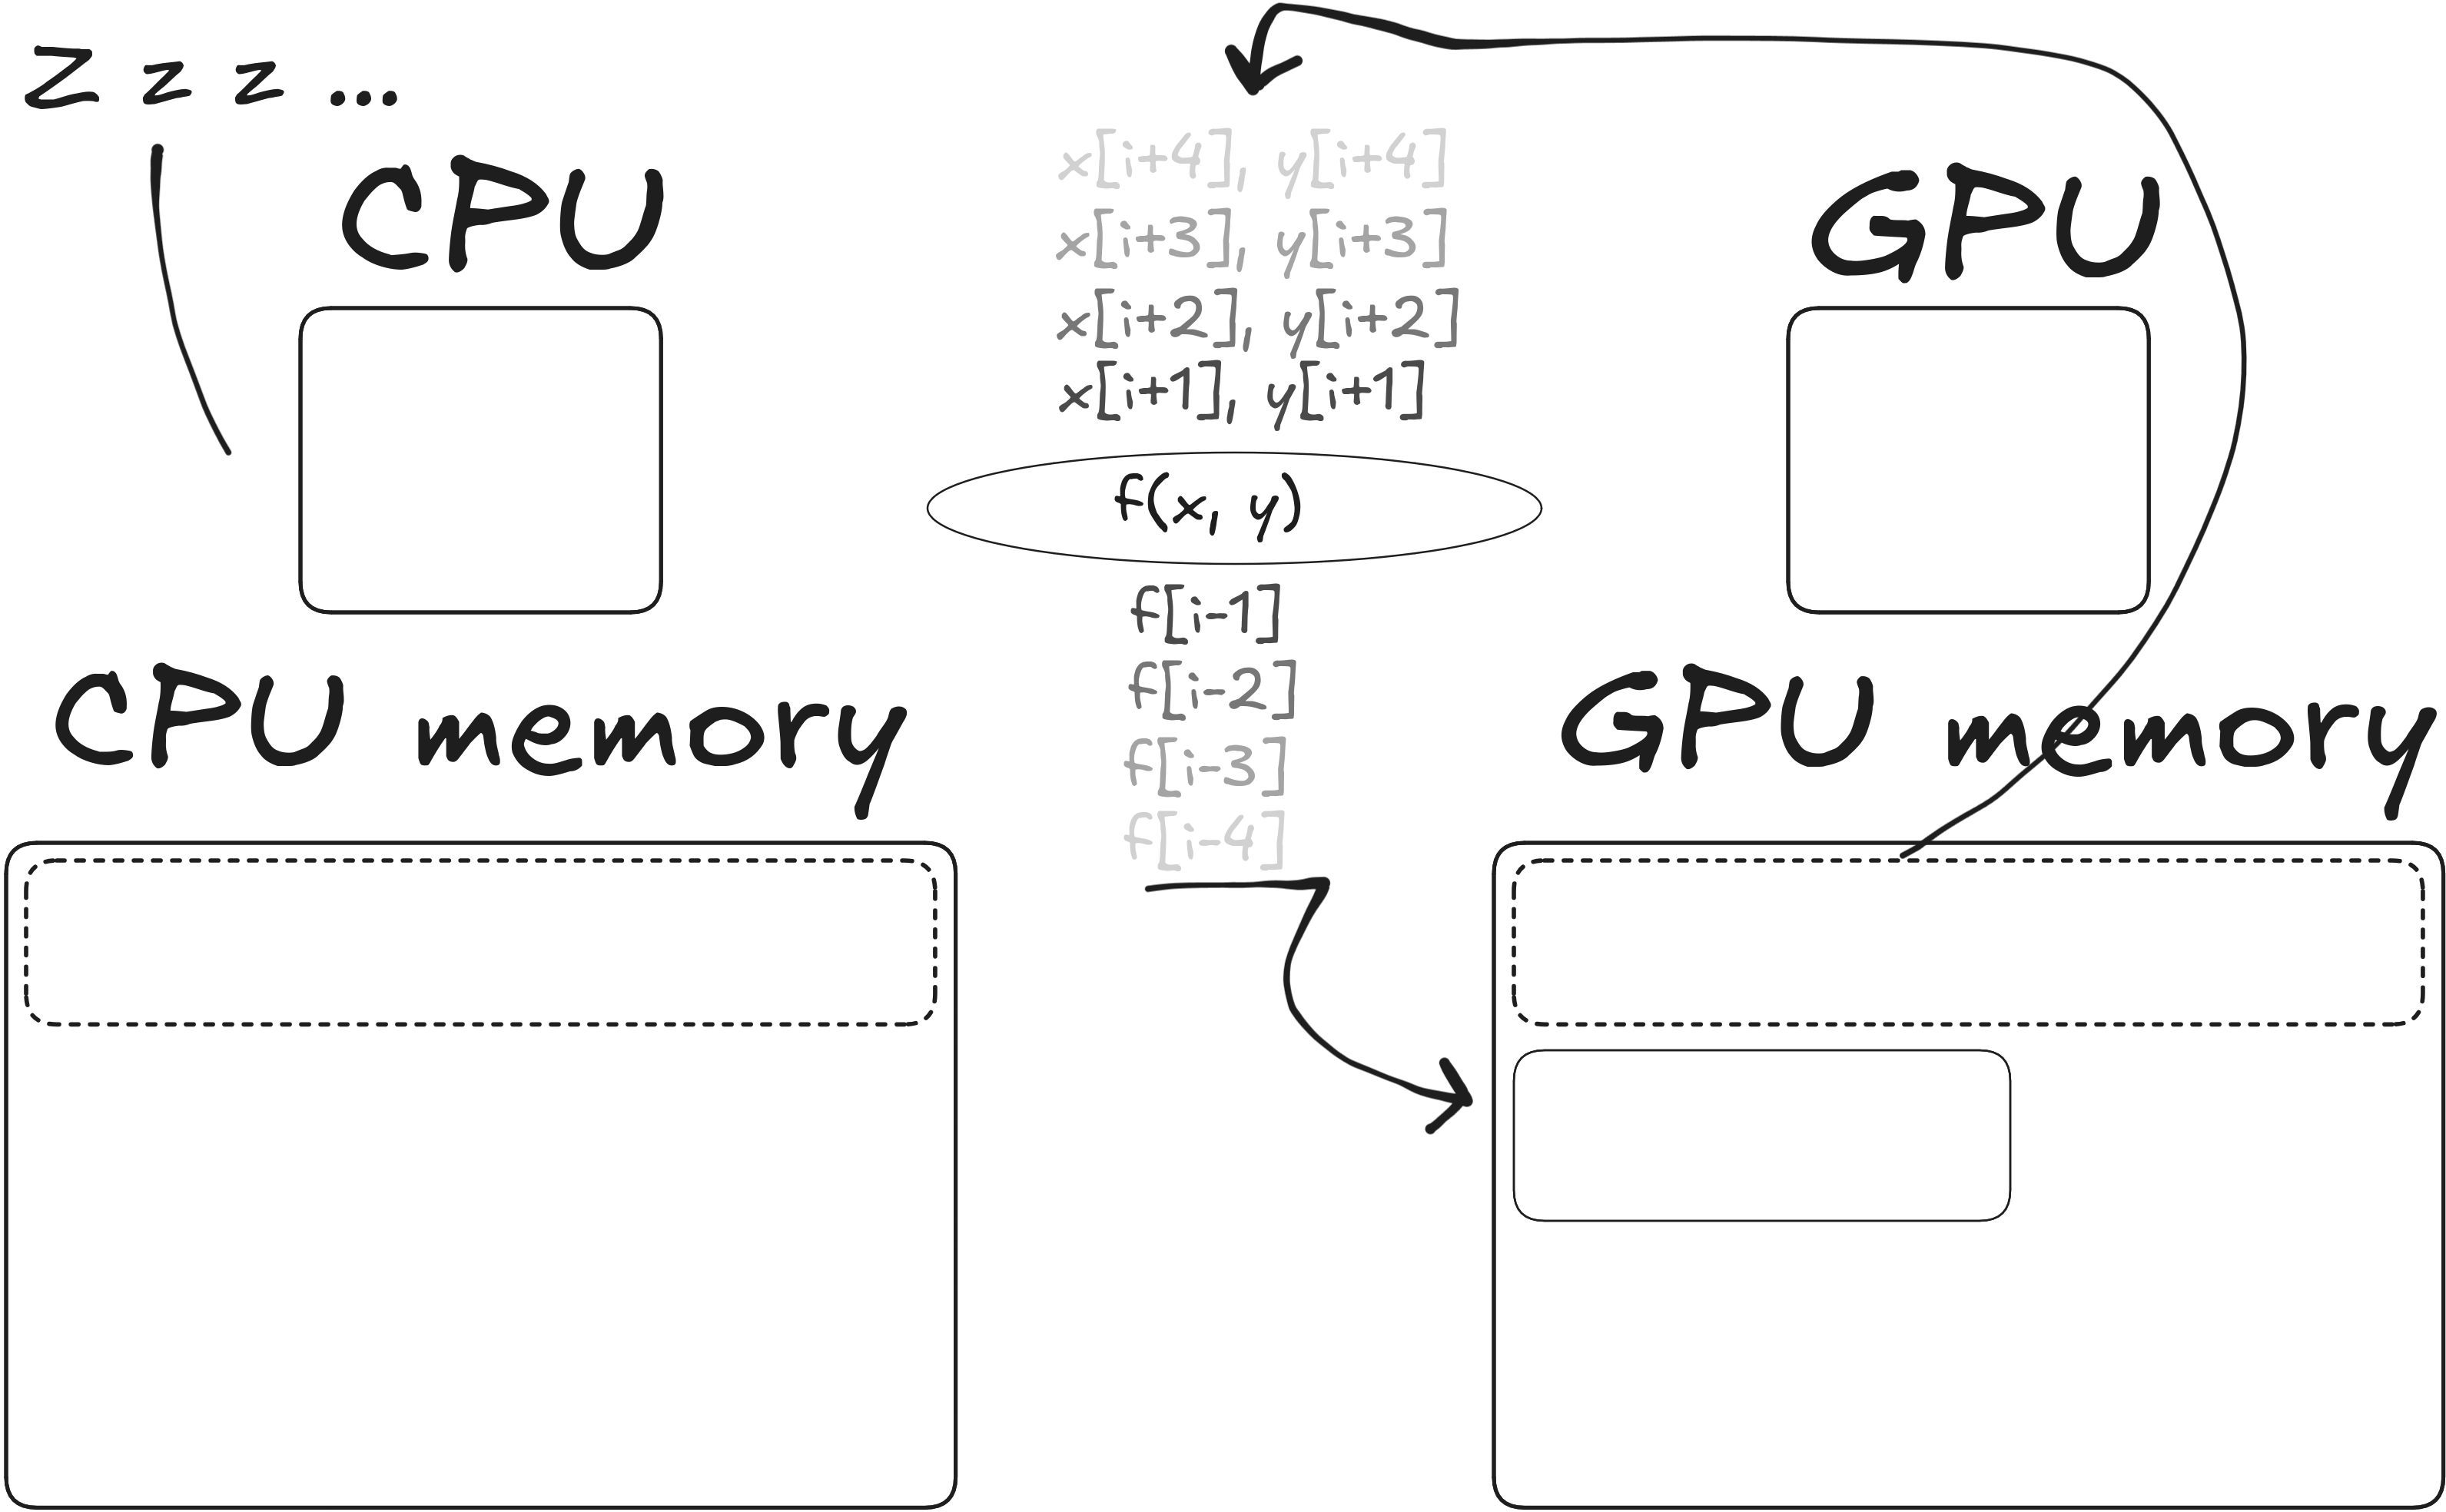 Z z z ...
CPU
x[i+4], y[i+4]
x[i+3], y[i+3]
x[i+2], y[i+2]
x[i+1], y[i+1]
f(x, y)
f[i-1]
f[i-2]
f[i-3]
f[i-4]
GPU
CPU memory
GPU memory